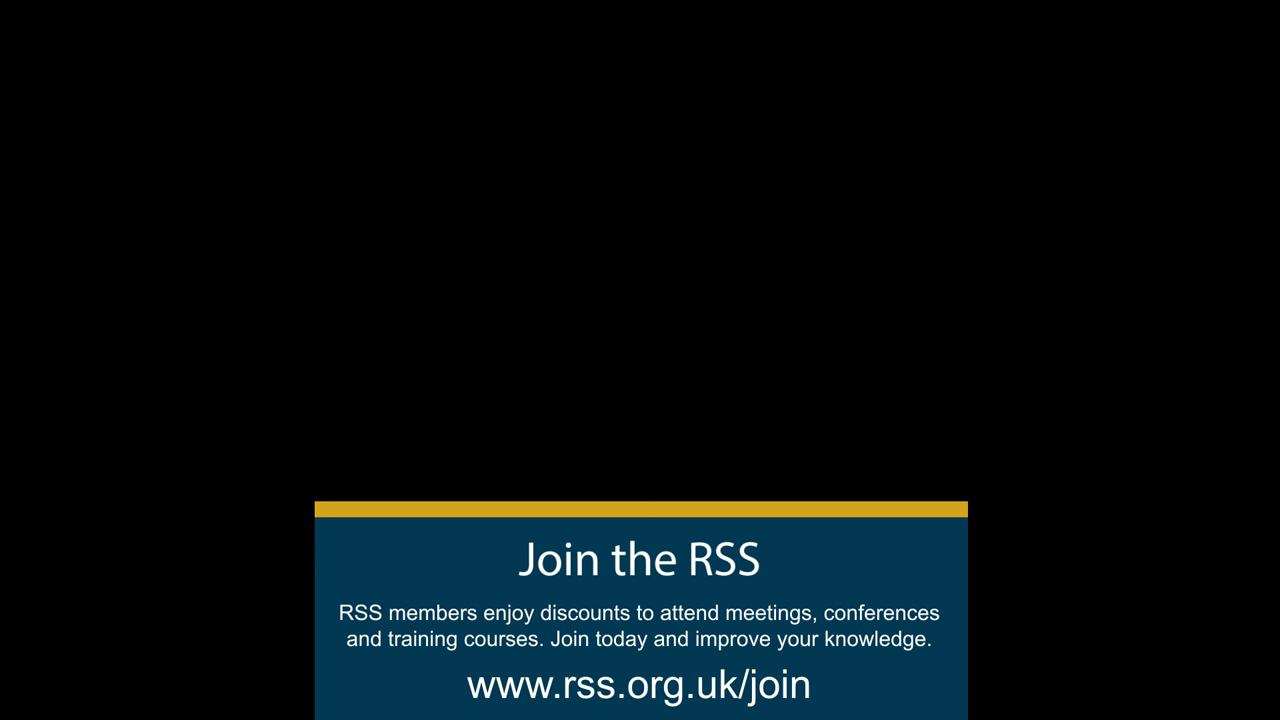 Join the RSS
RSS members enjoy discounts to attend meetings, conferences
and training courses. Join today and improve your knowledge.
www.rss.org.uk/join